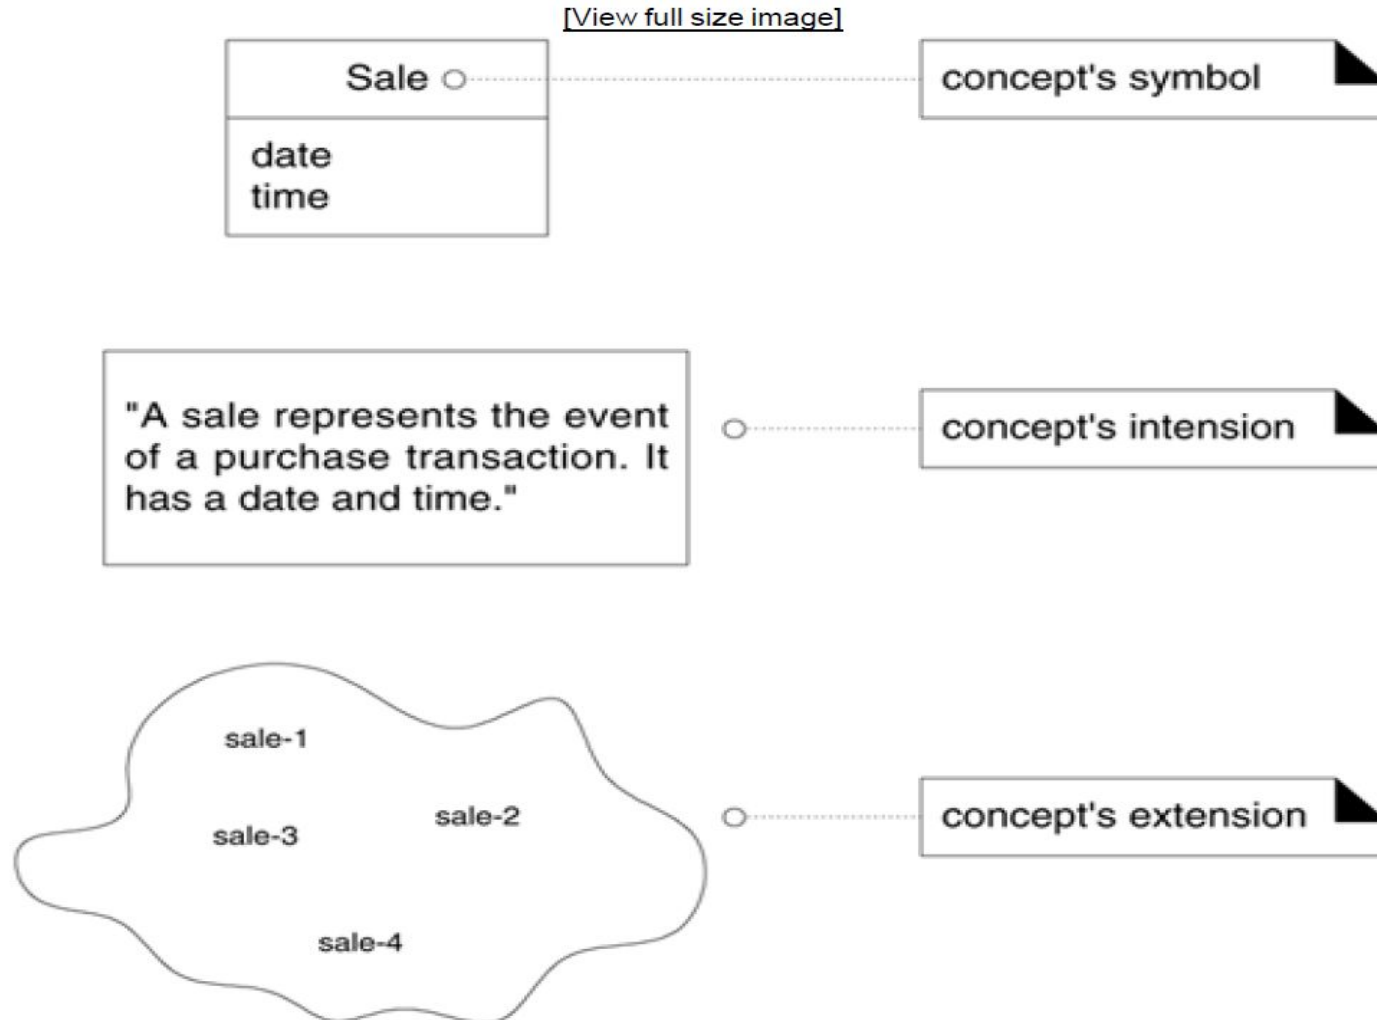 [View full size image]
Sale
concept's symbol
date
time
"A sale represents the event
of a purchase transaction. It
has a date and time."
concept's intension
sale-1
sale-2
sale-3
sale-4
concept's extension